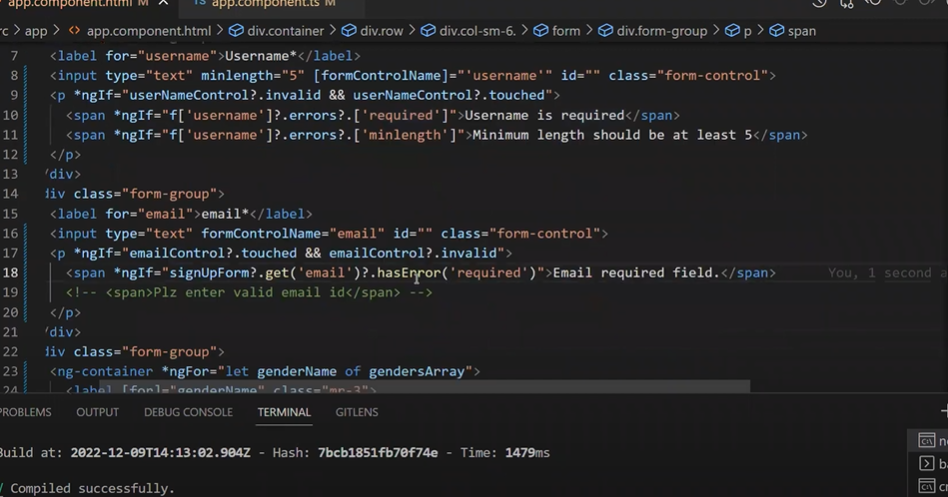 app.component.html M
TS app.component.ts M
rc > app > <> app.component.html > div.container > div.row > div.col-sm-6. > form > div.form-group > p > span
7 <label for="username">Username*</label>
8 <input type="text" minlength="5" [formControlName]="'username'" id="" class="form-control">
9 <p *ngIf="userNameControl?.invalid && userNameControl?.touched">
10 <span *ngIf="f['username']?.errors?.['required']">Username is required</span>
11 <span *ngIf="f['username']?.errors?.['minlength']">Minimum length should be at least 5</span>
12 </p>
13 /div>
14 div class="form-group">
15 <label for="email">email*</label>
16 <input type="text" formControlName="email" id="" class="form-control">
17 <p *ngIf="emailControl?.touched && emailControl?.invalid">
18 <span *ngIf="signUpForm?.get('email')?.hasError('required')">Email required field.</span> You, 1 second a
19 <!-- <span>Plz enter valid email id</span> -->
20 </p>
21 /div>
22 div class="form-group">
23 <ng-container *ngFor="let genderName of gendersArray">
24 <label [for]="genderName" class="mr-3">
PROBLEMS OUTPUT DEBUG CONSOLE TERMINAL GITLENS
Build at: 2022-12-09T14:13:02.904Z - Hash: 7bcb1851fb70f74e - Time: 1479ms
√ Compiled successfully.